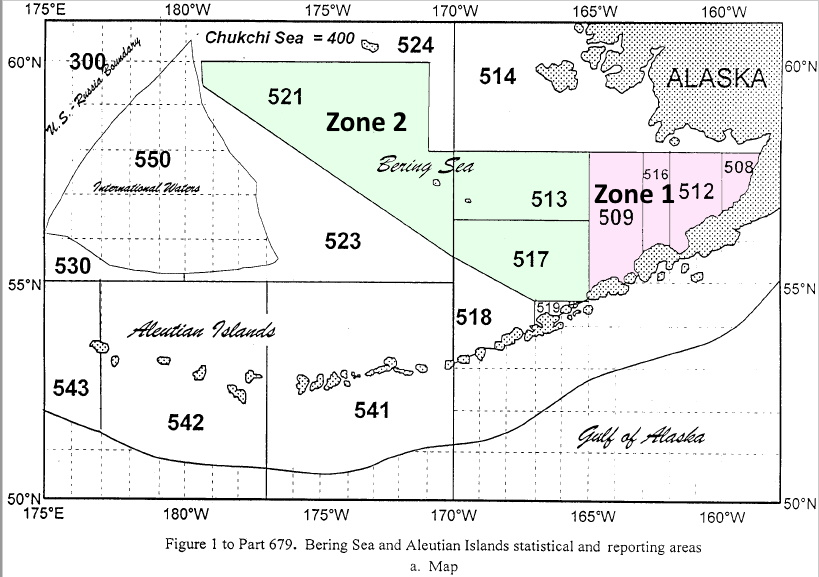 175°E 180°W 175°W 170°W 165°W 160°W
Chukchi Sea = 400 524
60°N 300 60°N
U.S. - Russia Boundary
514 ALASKA
521
Zone 2
550
International Waters
Bering Sea
516 508
513 Zone 1 512
509
523
517
530
55°N 55°N
519
518
Aleutian Islands
543
542
541
Gulf of Alaska
50°N 50°N
175°E 180°W 175°W 170°W 165°W 160°W
Figure 1 to Part 679. Bering Sea and Aleutian Islands statistical and reporting areas
a. Map